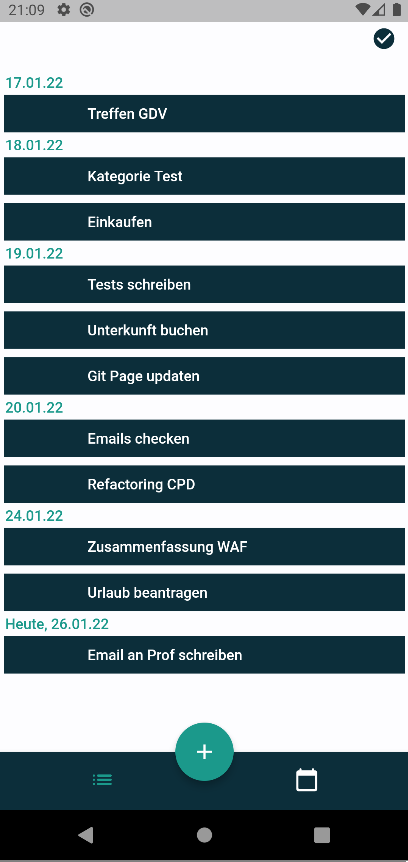 21:09
17.01.22
Treffen GDV
18.01.22
Kategorie Test
Einkaufen
19.01.22
Tests schreiben
Unterkunft buchen
Git Page updaten
20.01.22
Emails checken
Refactoring CPD
24.01.22
Zusammenfassung WAF
Urlaub beantragen
Heute, 26.01.22
Email an Prof schreiben